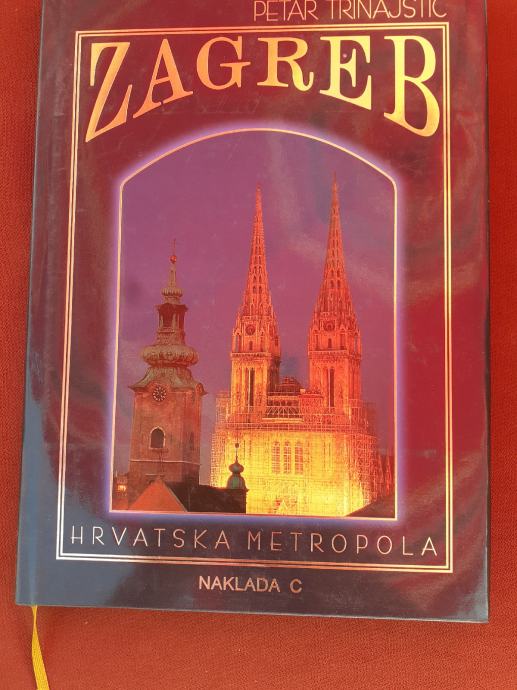 PETAR TRINAJSTIĆ
ZAGREB
HRVATSKA METROPOLA
NAKLADA C